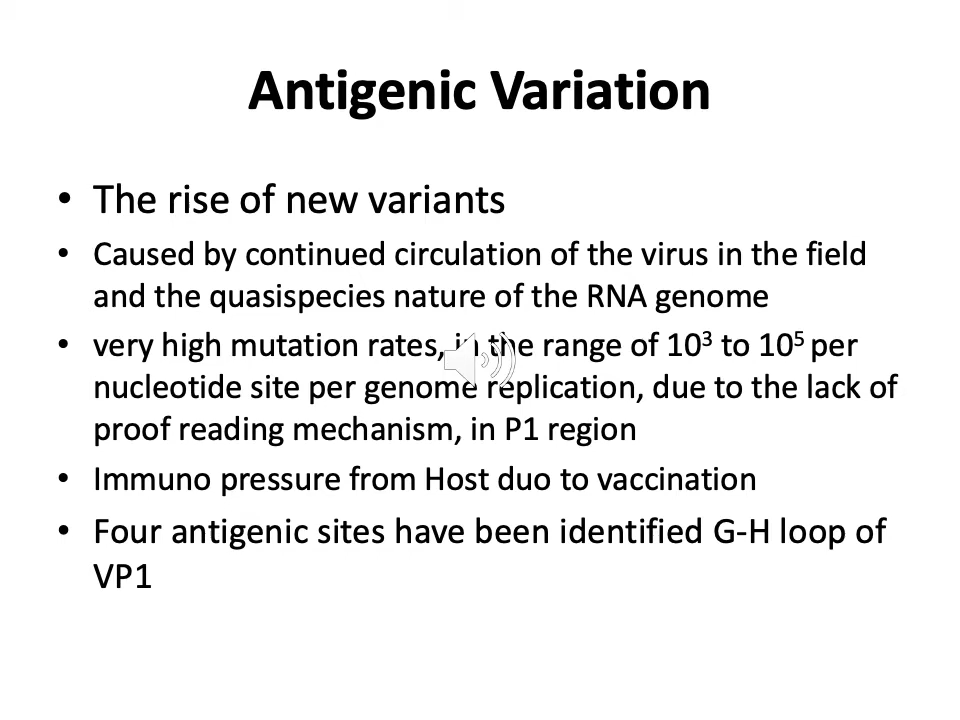 Antigenic Variation
• The rise of new variants
• Caused by continued circulation of the virus in the field
and the quasispecies nature of the RNA genome
• very high mutation rates, in the range of 10³ to 10⁵ per
nucleotide site per genome replication, due to the lack of
proof reading mechanism, in P1 region
• Immuno pressure from Host duo to vaccination
• Four antigenic sites have been identified G-H loop of
VP1